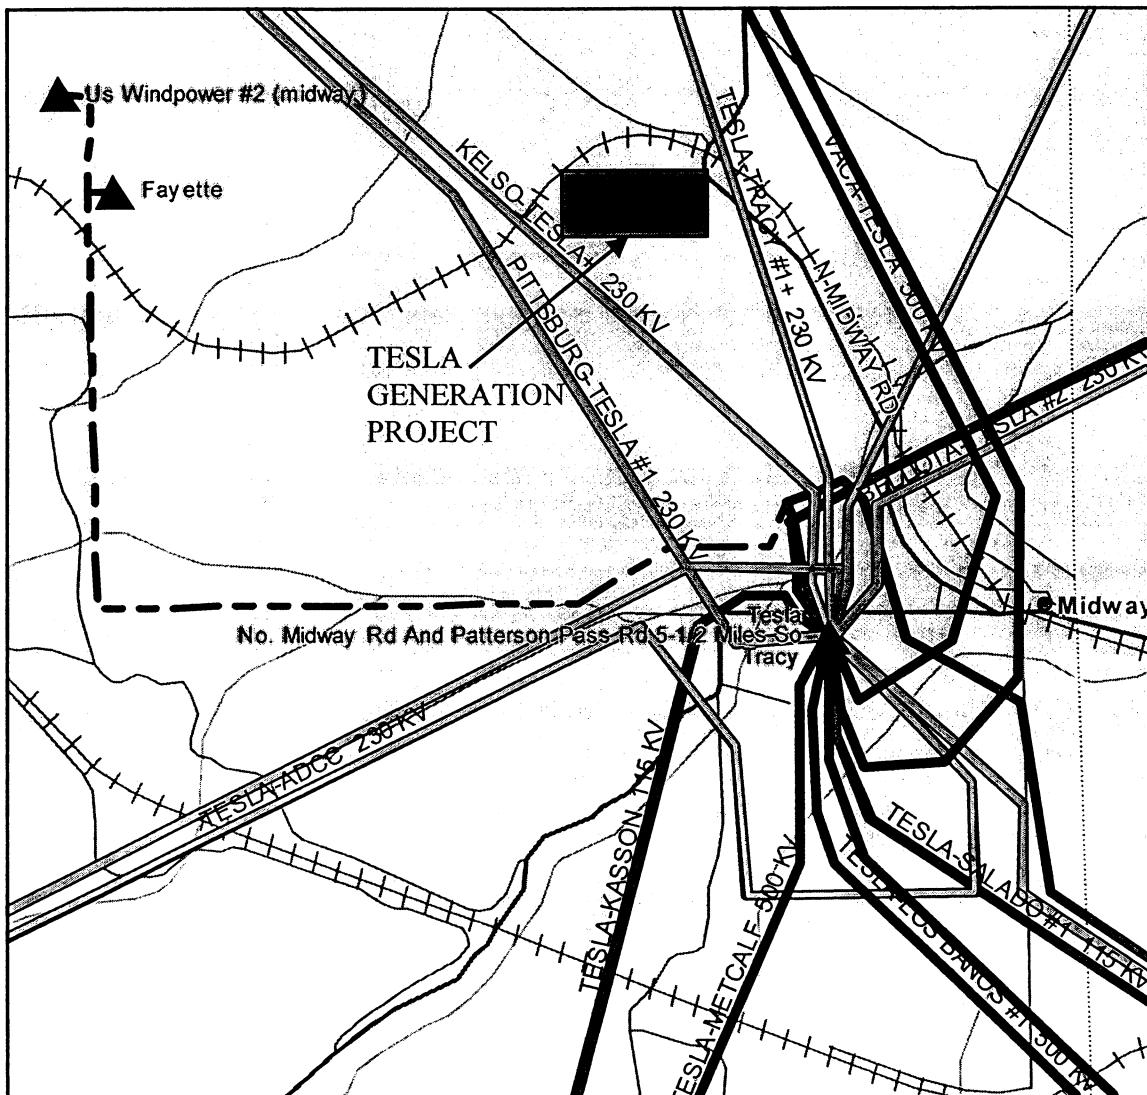 Us Windpower #2 (midway)
Fayette
KELSO-TESLA+ 230 KV
TESLA-TRACY #1+ 230 KV
VACA-TESLA 500 KV
N-MIDWAY RD
PITTSBURG-TESLA #1 230 KV
TESLA
GENERATION
PROJECT
BELLOTA-TESLA #2 230 KV
Midway
Tesla
No. Midway Rd And Patterson Pass Rd 5-1/2 Miles So
Tracy
TESLA-ADCC 230 KV
TESLA-KASSON 115 KV
TESLA-METCALF 500 KV
TESLA-SALADO #1 115 KV
TESLA-LOS BANOS #1 500 KV